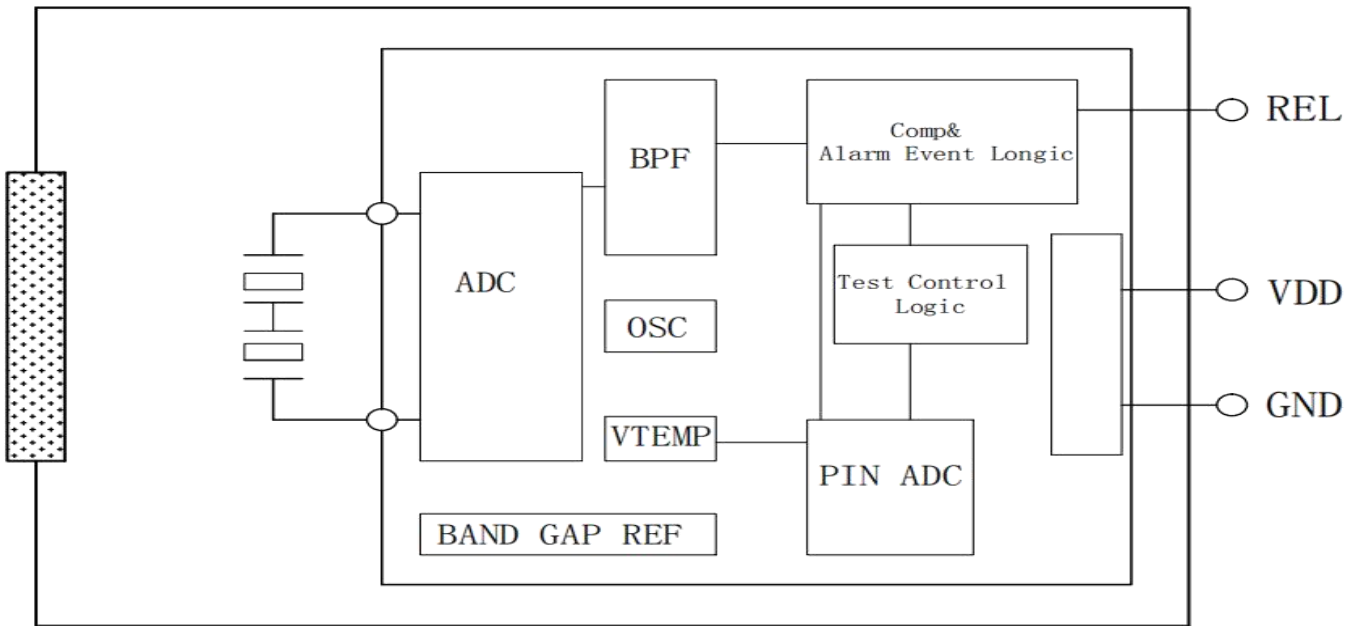 REL
Comp&
Alarm Event Longic
BPF
ADC
Test Control
Logic
VDD
OSC
GND
VTEMP
PIN ADC
BAND GAP REF